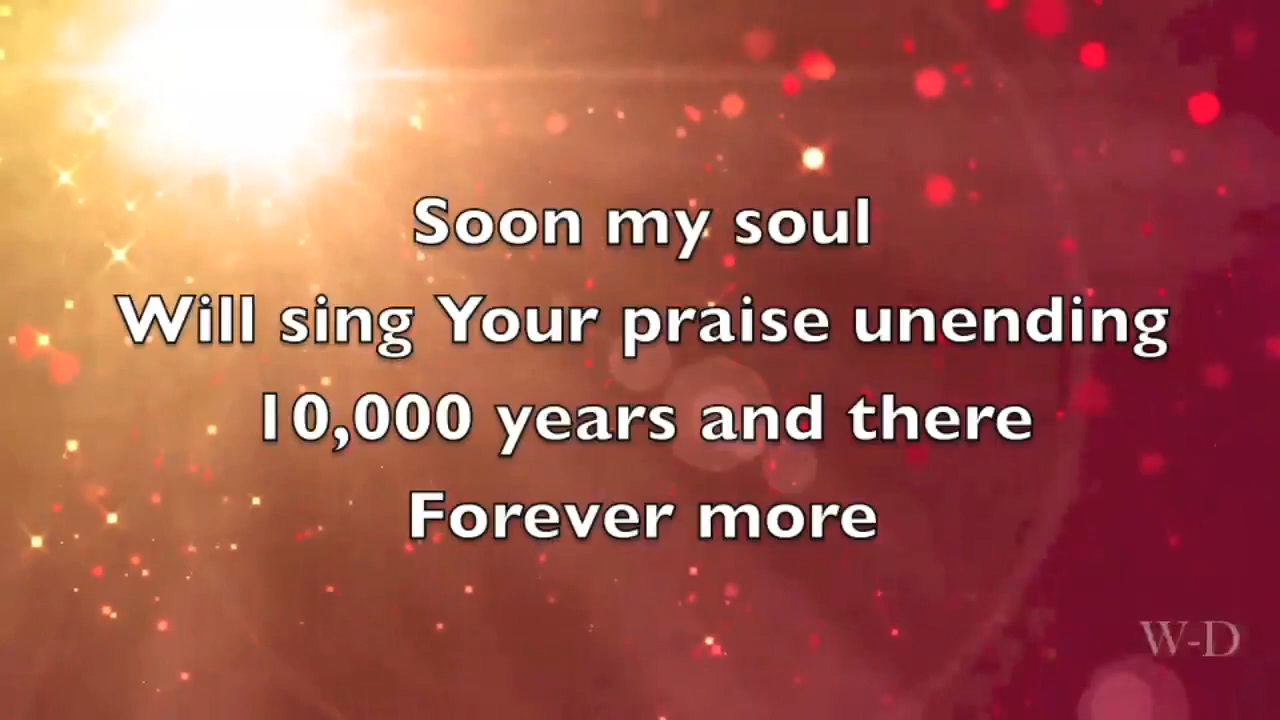 Soon my soul
Will sing Your praise unending
10,000 years and there
Forever more
W-D